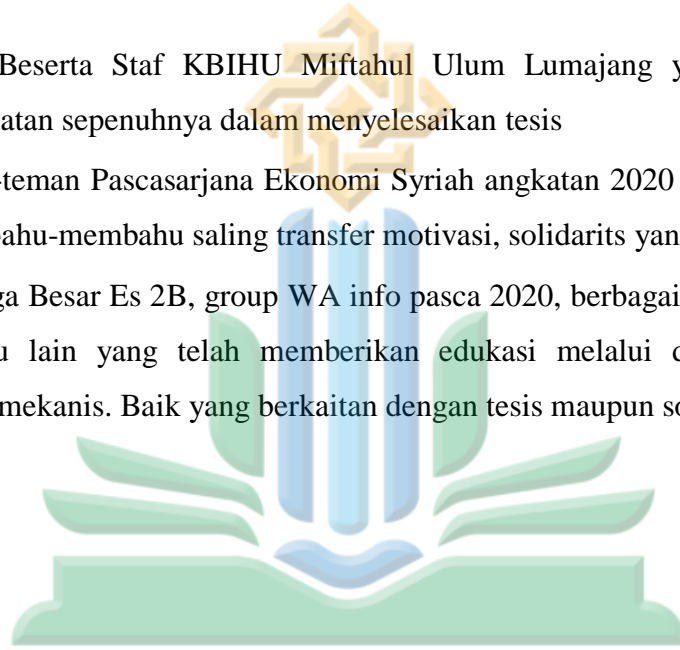 Beserta Staf KBIHU Miftahul Ulum Lumajang y
atan sepenuhnya dalam menyelesaikan tesis
-teman Pascasarjana Ekonomi Syriah angkatan 2020
bahu-membahu saling transfer motivasi, solidarits yan
ga Besar Es 2B, group WA info pasca 2020, berbagai
u lain yang telah memberikan edukasi melalui d
mekanis. Baik yang berkaitan dengan tesis maupun so